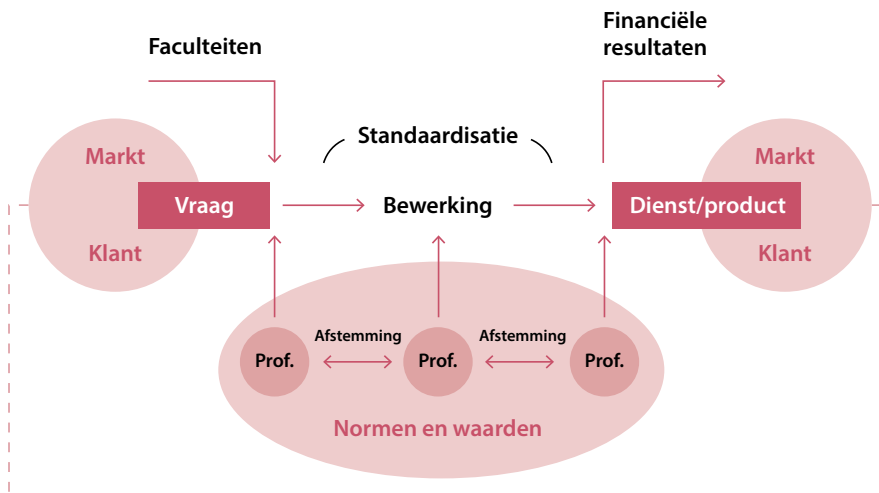 Faculteiten
Financiële
resultaten
Standaardisatie
Markt
Markt
Vraag
Bewerking
Dienst/product
Klant
Klant
Afstemming
Afstemming
Prof.
Prof.
Prof.
Normen en waarden